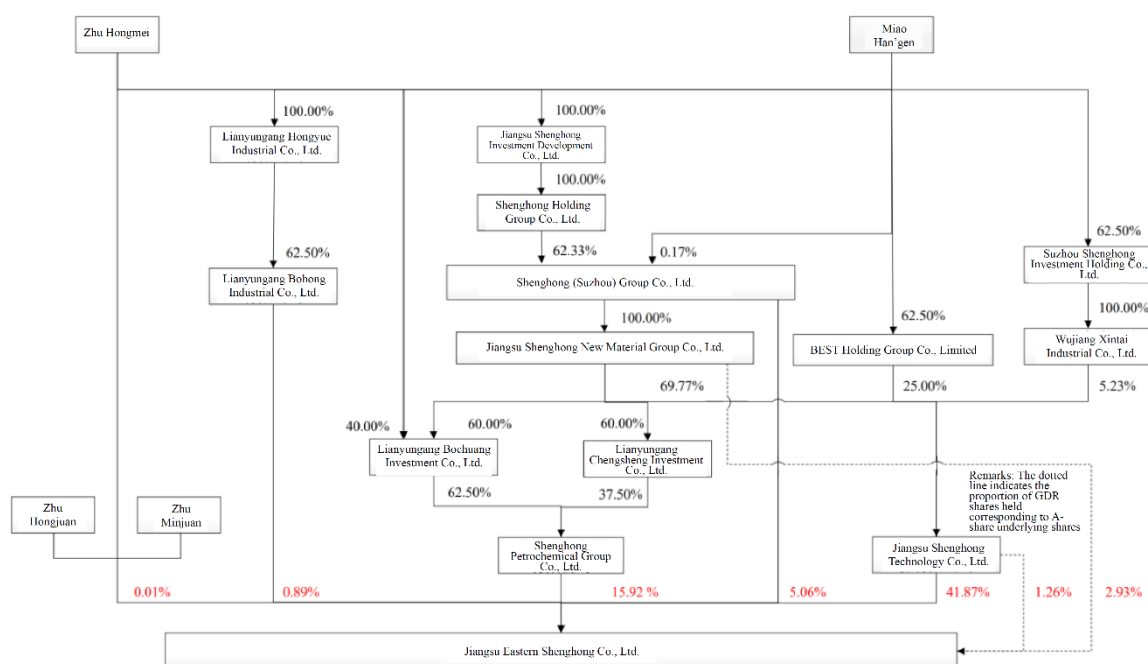 Zhu Hongmei
Miao
Han'gen
100.00%
100.00%
Lianyungang Hongyue
Industrial Co., Ltd.
Jiangsu Shenghong
Investment Development
Co., Ltd.
100.00%
Shenghong Holding
Group Co., Ltd.
62.50%
62.33%
0.17%
62.50%
Suzhou Shenghong
Investment Holding Co.,
Ltd.
Lianyungang Bohong
Industrial Co., Ltd.
Shenghong (Suzhou) Group Co., Ltd.
100.00%
62.50%
100.00%
Jiangsu Shenghong New Material Group Co., Ltd.
BEST Holding Group Co., Limited
Wujiang Xintai
Industrial Co., Ltd.
69.77%
25.00%
5.23%
40.00%
60.00%
60.00%
Lianyungang Bochuang
Investment Co., Ltd.
Lianyungang
Chengsheng Investment
Co., Ltd.
62.50%
37.50%
Remarks: The dotted
line indicates the
proportion of GDR
shares held
corresponding to A-
share underlying shares
Zhu
Hongjuan
Zhu
Minjuan
Shenghong
Petrochemical Group
Co., Ltd.
Jiangsu Shenghong
Technology Co., Ltd.
0.01%
0.89%
15.92 %
5.06%
41.87%
1.26%
2.93%
Jiangsu Eastern Shenghong Co., Ltd.